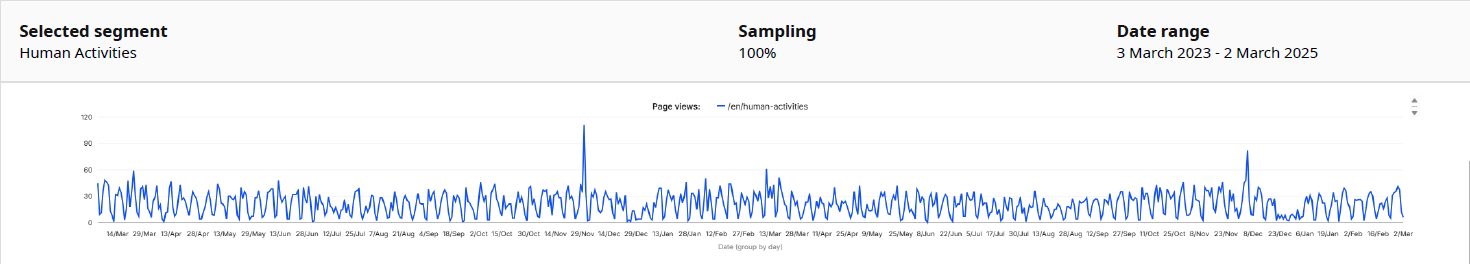 Selected segment
Human Activities
Sampling
100%
Date range
3 March 2023 - 2 March 2025
Page views: /en/human-activities
120
90
60
30
0
14/Mar 29/Mar 13/Apr 28/Apr 13/May 29/May 13/Jun 28/Jun 12/Jul 25/Jul 7/Aug 21/Aug 4/Sep 18/Sep 2/Oct 15/Oct 30/Oct 14/Nov 29/Nov 14/Dec 29/Dec 13/Jan 28/Jan 12/Feb 27/Feb 13/Mar 28/Mar 11/Apr 25/Apr 9/May 25/May 8/Jun 22/Jun 5/Jul 17/Jul 30/Jul 13/Aug 28/Aug 12/Sep 27/Sep 11/Oct 25/Oct 8/Nov 23/Nov 8/Dec 23/Dec 6/Jan 19/Jan 2/Feb 16/Feb 2/Mar
Date (group by day)